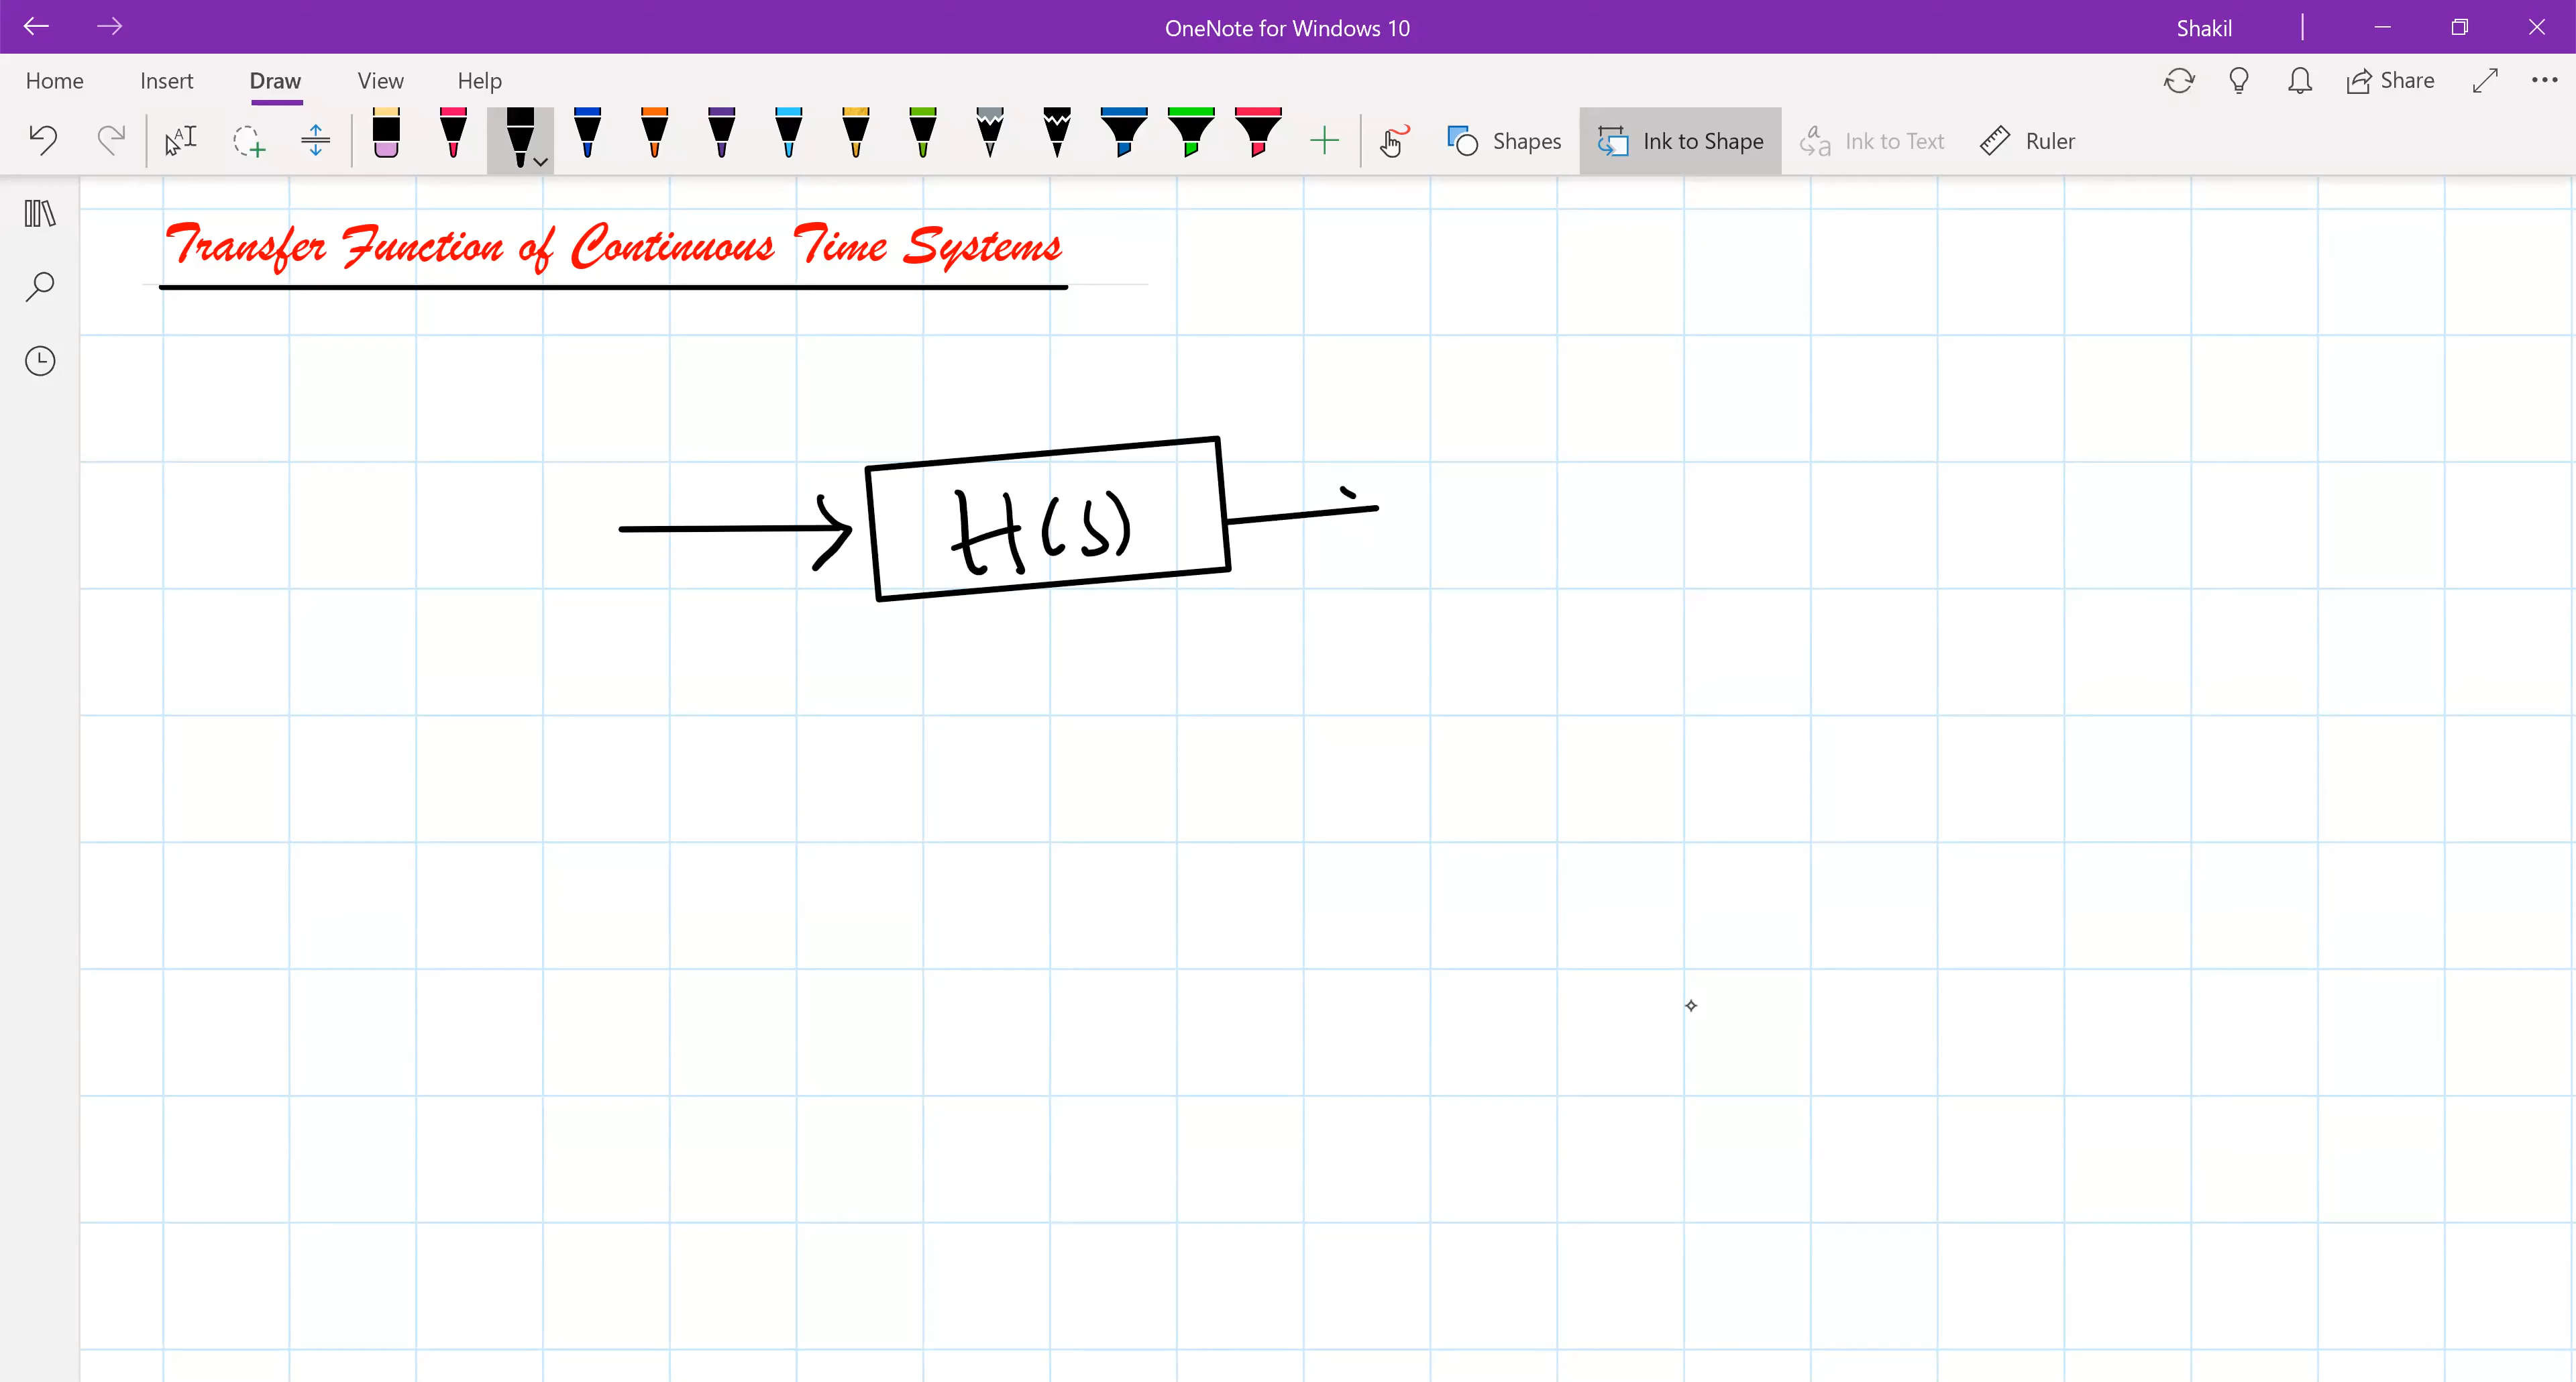 OneNote for Windows 10
Shakil
Home Insert Draw View Help
Share
Shapes Ink to Shape Ink to Text Ruler
Transfer Function of Continuous Time Systems
H(s)